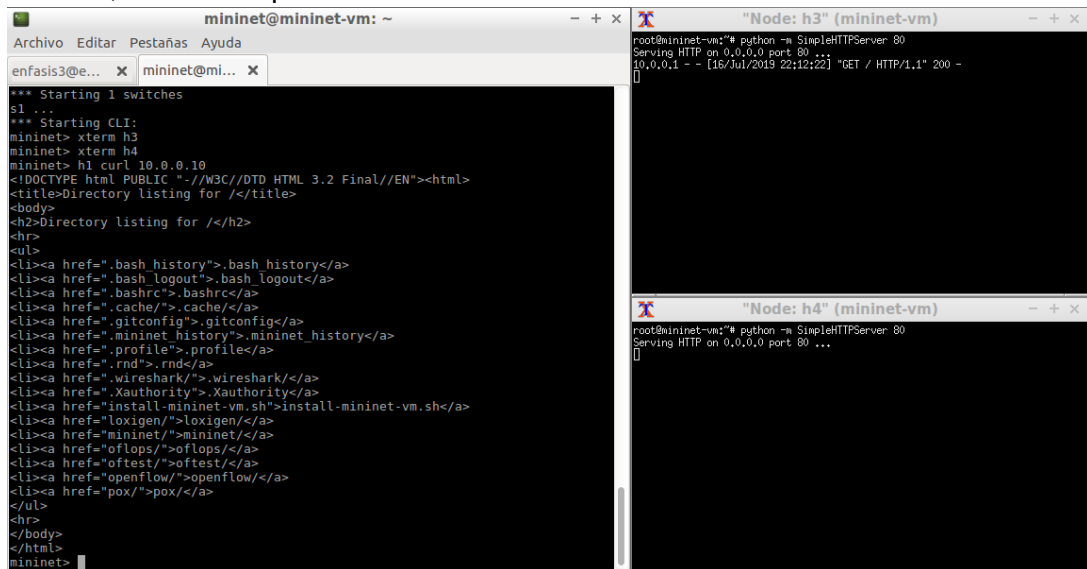 mininet@mininet-vm: ~
Archivo Editar Pestañas Ayuda
enfasis3@e... mininet@mi...
*** Starting 1 switches
s1 ...
*** Starting CLI:
mininet> xterm h3
mininet> xterm h4
mininet> h1 curl 10.0.0.10
<!DOCTYPE html PUBLIC "-//W3C//DTD HTML 3.2 Final//EN"><html>
<title>Directory listing for /</title>
<body>
<h2>Directory listing for /</h2>
<hr>
<ul>
<li><a href=".bash_history">.bash_history</a>
<li><a href=".bash_logout">.bash_logout</a>
<li><a href=".bashrc">.bashrc</a>
<li><a href=".cache/">.cache/</a>
<li><a href=".gitconfig">.gitconfig</a>
<li><a href=".mininet_history">.mininet_history</a>
<li><a href=".profile">.profile</a>
<li><a href=".rnd">.rnd</a>
<li><a href=".wireshark/">.wireshark/</a>
<li><a href=".Xauthority">.Xauthority</a>
<li><a href="install-mininet-vm.sh">install-mininet-vm.sh</a>
<li><a href="loxigen/">loxigen/</a>
<li><a href="mininet/">mininet/</a>
<li><a href="oflops/">oflops/</a>
<li><a href="oftest/">oftest/</a>
<li><a href="openflow/">openflow/</a>
<li><a href="pox/">pox/</a>
</ul>
<hr>
</body>
</html>
mininet>
"Node: h3" (mininet-vm)
root@mininet-vm:~# python -m SimpleHTTPServer 80
Serving HTTP on 0.0.0.0 port 80 ...
10.0.0.1 - - [16/Jul/2019 22:12:22] "GET / HTTP/1.1" 200 -
"Node: h4" (mininet-vm)
root@mininet-vm:~# python -m SimpleHTTPServer 80
Serving HTTP on 0.0.0.0 port 80 ...